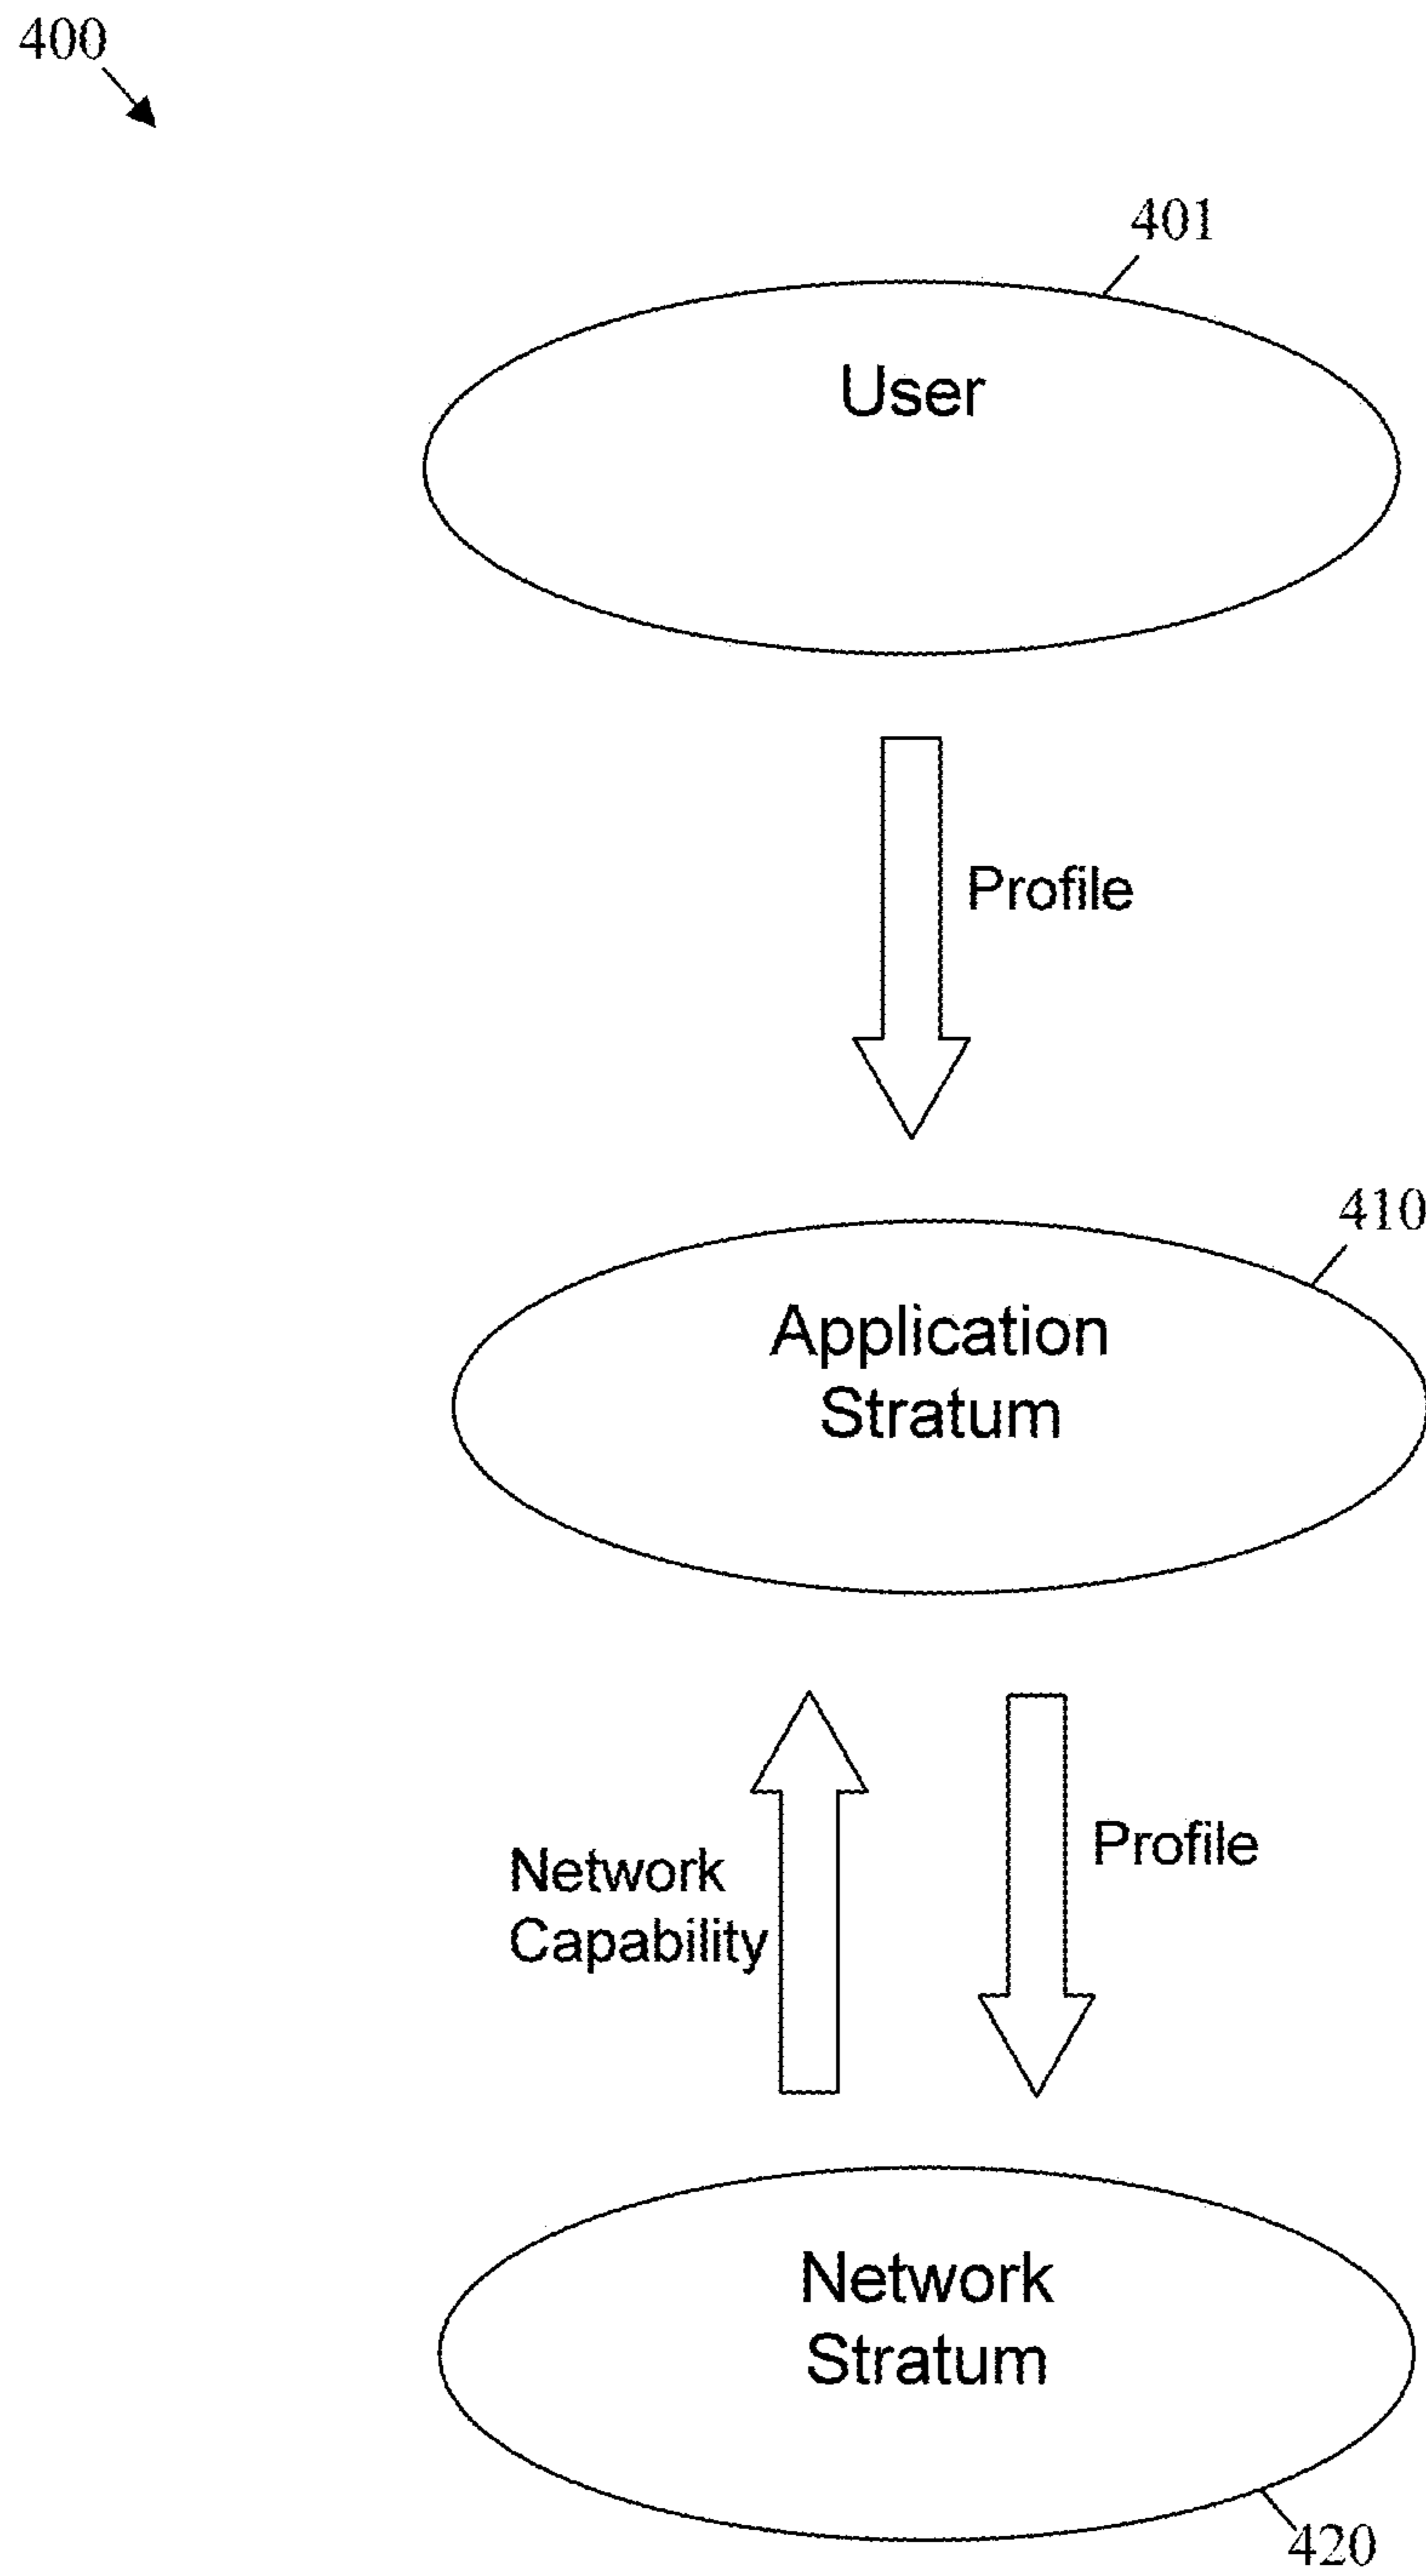 400
401
User
Profile
410
Application
Stratum
Network
Capability
Profile
Network
Stratum
420